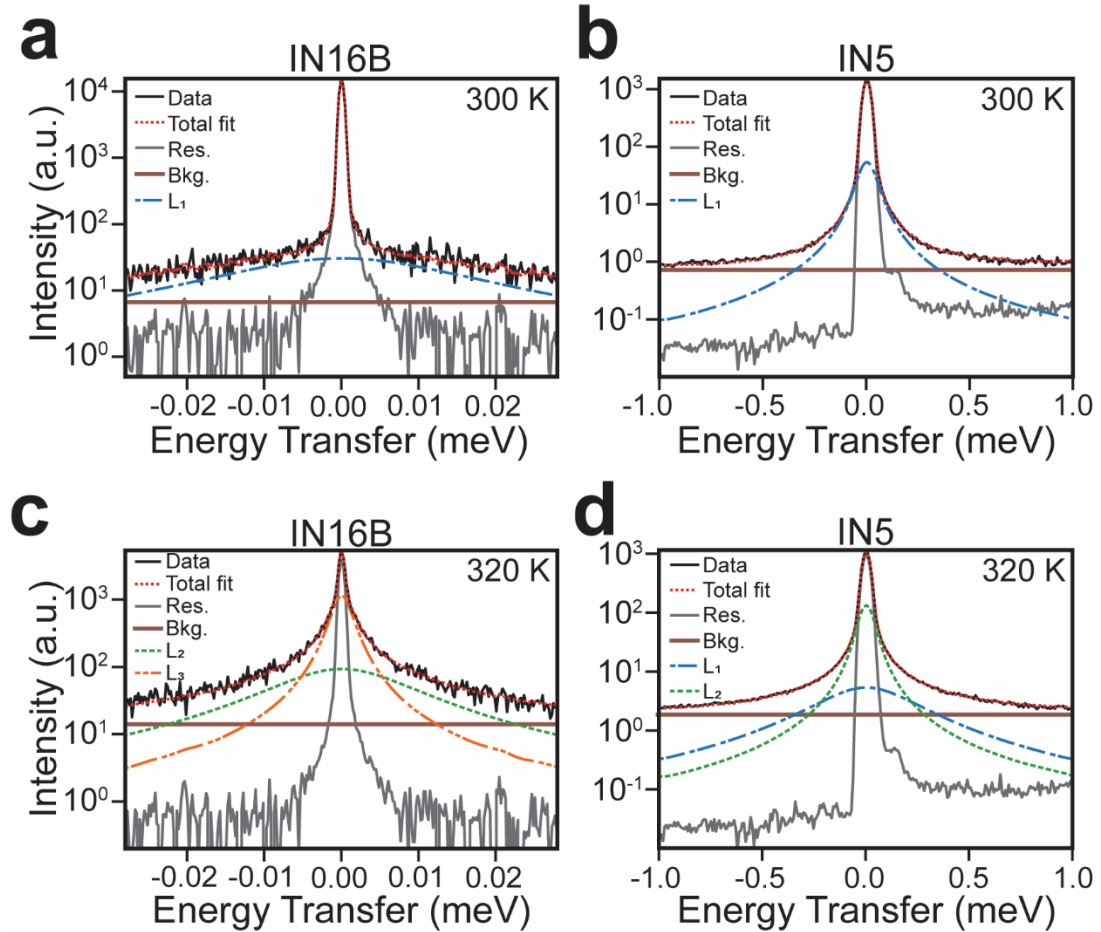 a
IN16B
Intensity (a.u.)
10⁴
10³
10²
10¹
10⁰
Data
Total fit
Res.
Bkg.
L₁
300 K
-0.02 -0.01 0.00 0.01 0.02
Energy Transfer (meV)
b
IN5
10³
10²
10¹
10⁰
10⁻¹
Data
Total fit
Res.
Bkg.
L₁
300 K
-1.0 -0.5 0.0 0.5 1.0
Energy Transfer (meV)
c
IN16B
Intensity (a.u.)
10³
10²
10¹
10⁰
Data
Total fit
Res.
Bkg.
L₂
L₃
320 K
-0.02 -0.01 0.00 0.01 0.02
Energy Transfer (meV)
d
IN5
10³
10²
10¹
10⁰
10⁻¹
Data
Total fit
Res.
Bkg.
L₁
L₂
320 K
-1.0 -0.5 0.0 0.5 1.0
Energy Transfer (meV)